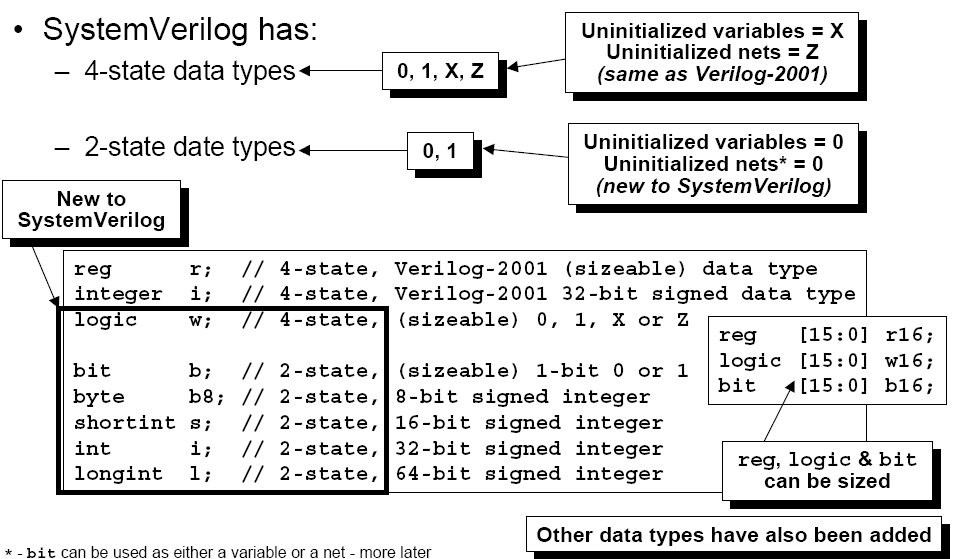 • SystemVerilog has:
– 4-state data types
0, 1, X, Z
Uninitialized variables = X
Uninitialized nets = Z
(same as Verilog-2001)
– 2-state date types
0, 1
Uninitialized variables = 0
Uninitialized nets* = 0
(new to SystemVerilog)
New to
SystemVerilog
reg r; // 4-state, Verilog-2001 (sizeable) data type
integer i; // 4-state, Verilog-2001 32-bit signed data type
logic w; // 4-state, (sizeable) 0, 1, X or Z
bit b; // 2-state, (sizeable) 1-bit 0 or 1
byte b8; // 2-state, 8-bit signed integer
shortint s; // 2-state, 16-bit signed integer
int i; // 2-state, 32-bit signed integer
longint l; // 2-state, 64-bit signed integer
reg [15:0] r16;
logic [15:0] w16;
bit [15:0] b16;
reg, logic & bit
can be sized
Other data types have also been added
* - bit can be used as either a variable or a net - more later